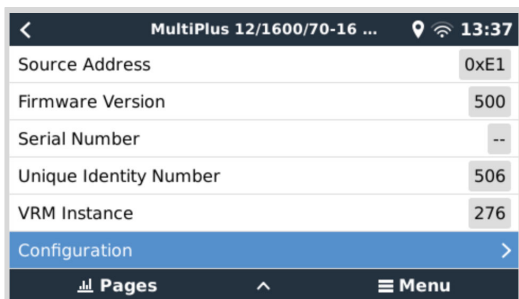 MultiPlus 12/1600/70-16 ... 13:37
Source Address 0xE1
Firmware Version 500
Serial Number --
Unique Identity Number 506
VRM Instance 276
Configuration
Pages Menu